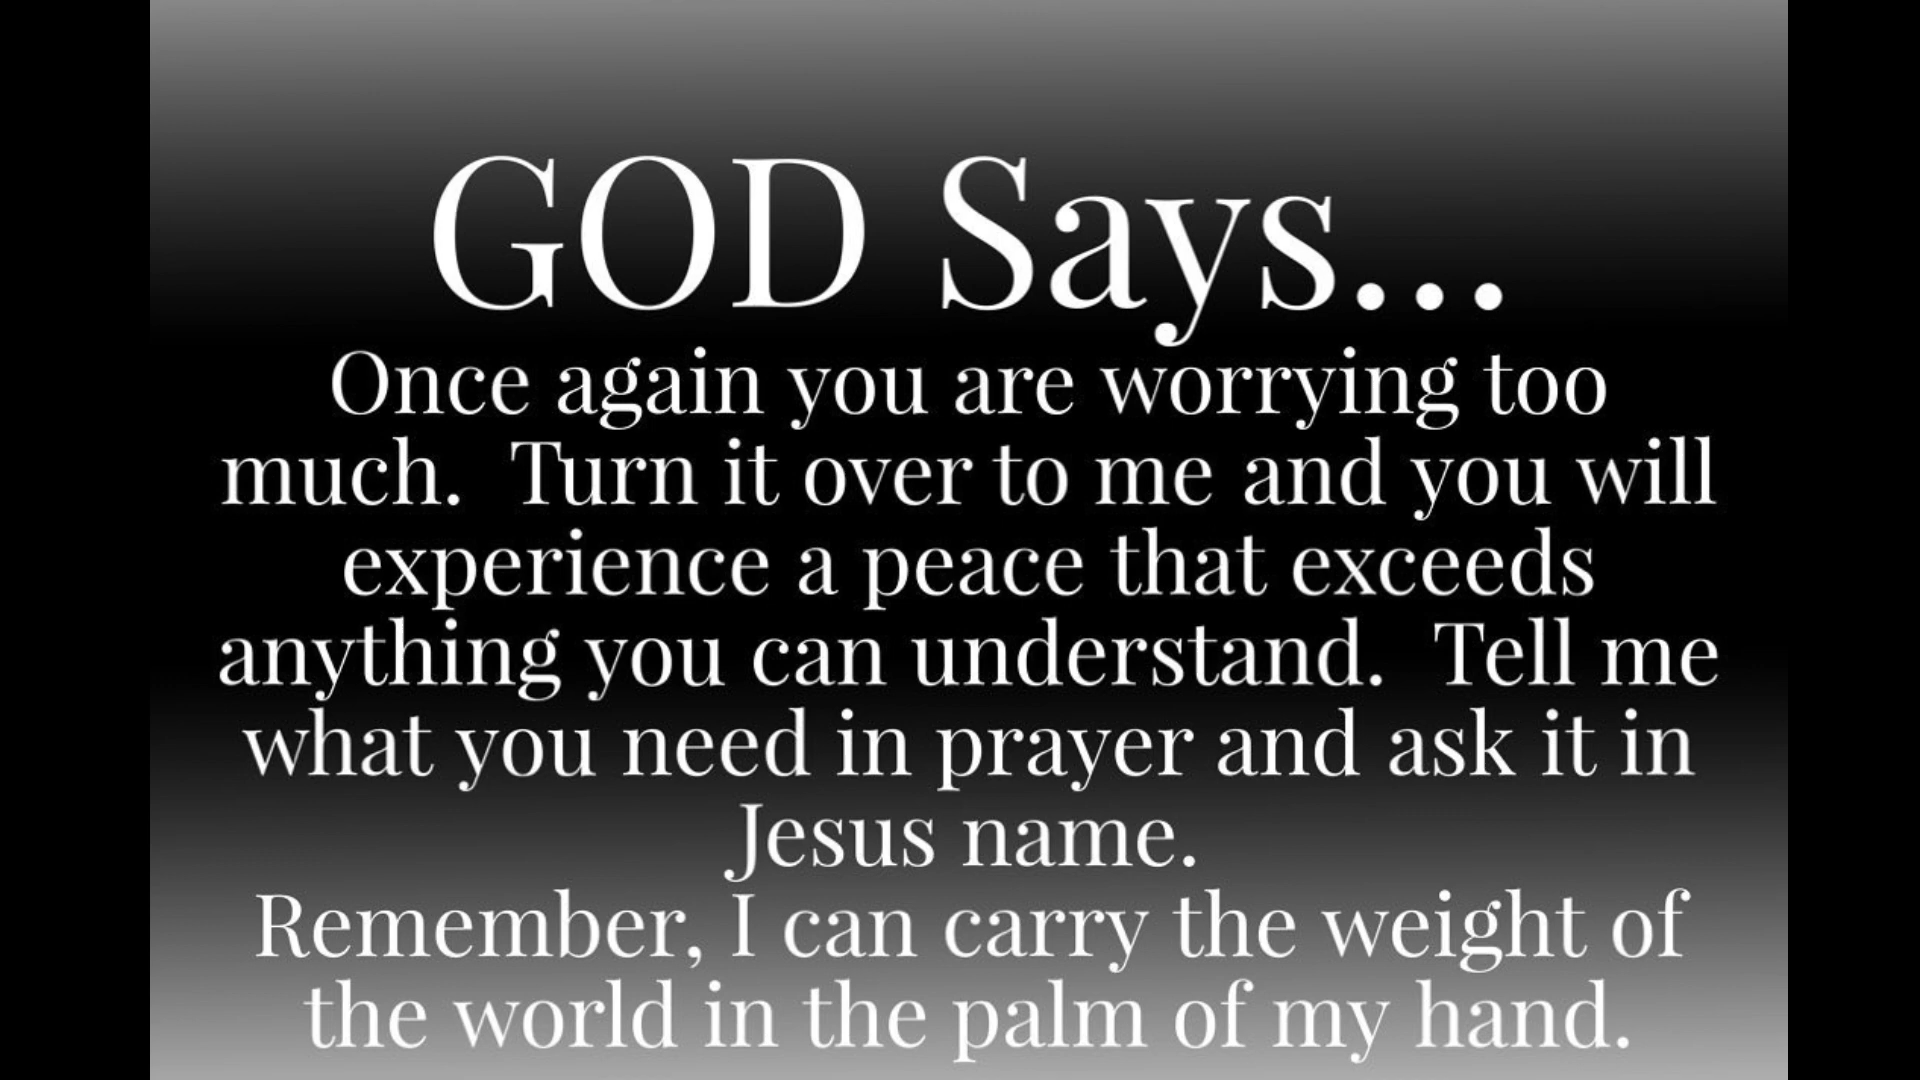 GOD Says...
Once again you are worrying too
much.  Turn it over to me and you will
experience a peace that exceeds
anything you can understand.  Tell me
what you need in prayer and ask it in
Jesus name.
Remember, I can carry the weight of
the world in the palm of my hand.